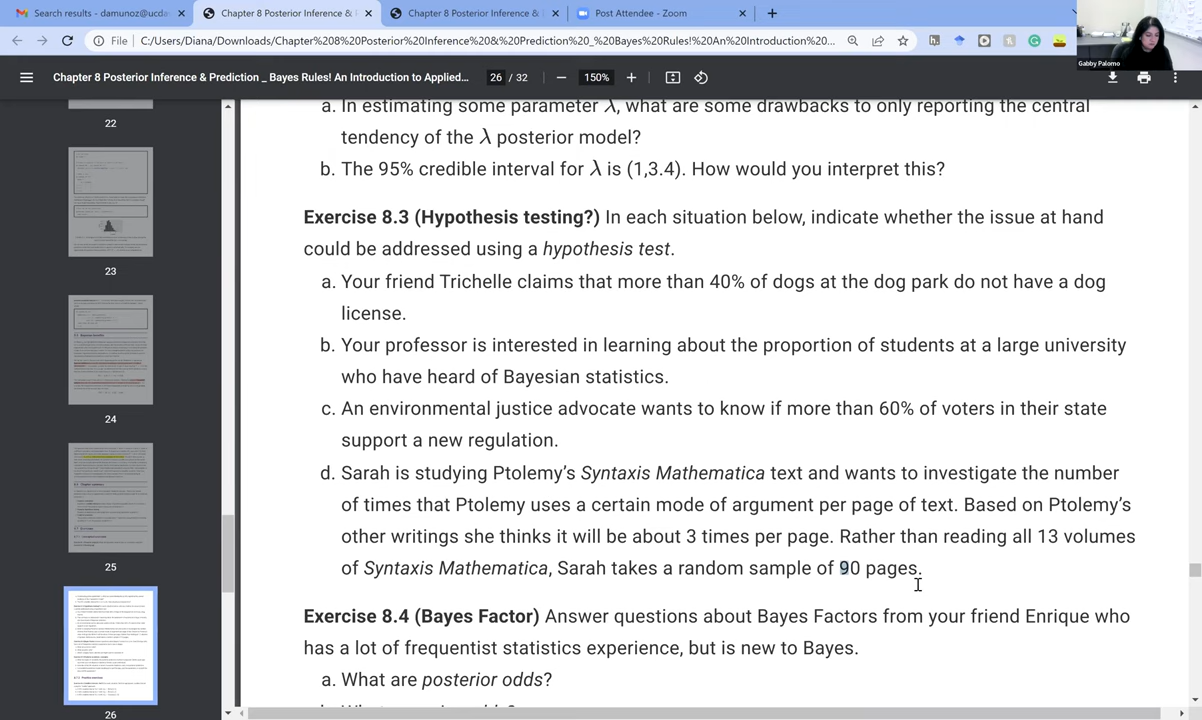 Search results - damunoz@ucda
Chapter 8 Posterior Inference &
Chapter 8 Posterior Inference &
Post Attendee - Zoom
File
C:/Users/Diana/Downloads/Chapter%208%20Posterior%20Inference%20&%20Prediction%20_%20Bayes%20Rules!%20An%20Introduction%20...
Gabby Palomo
Chapter 8 Posterior Inference & Prediction _ Bayes Rules! An Introduction to Applied...
26 / 32
150%
22
23
24
25
26
a. In estimating some parameter λ, what are some drawbacks to only reporting the central
tendency of the λ posterior model?
b. The 95% credible interval for λ is (1,3.4). How would you interpret this?
Exercise 8.3 (Hypothesis testing?) In each situation below, indicate whether the issue at hand
could be addressed using a hypothesis test.
a. Your friend Trichelle claims that more than 40% of dogs at the dog park do not have a dog
license.
b. Your professor is interested in learning about the proportion of students at a large university
who have heard of Bayesian statistics.
c. An environmental justice advocate wants to know if more than 60% of voters in their state
support a new regulation.
d. Sarah is studying Ptolemy's Syntaxis Mathematica text and wants to investigate the number
of times that Ptolemy uses a certain mode of argument per page of text. Based on Ptolemy's
other writings she thinks it will be about 3 times per page. Rather than reading all 13 volumes
of Syntaxis Mathematica, Sarah takes a random sample of 90 pages.
Exercise 8.4 (Bayes Factor) Answer questions about Bayes Factors from your friend Enrique who
has a lot of frequentist statistics experience, but is new to Bayes.
a. What are posterior odds?